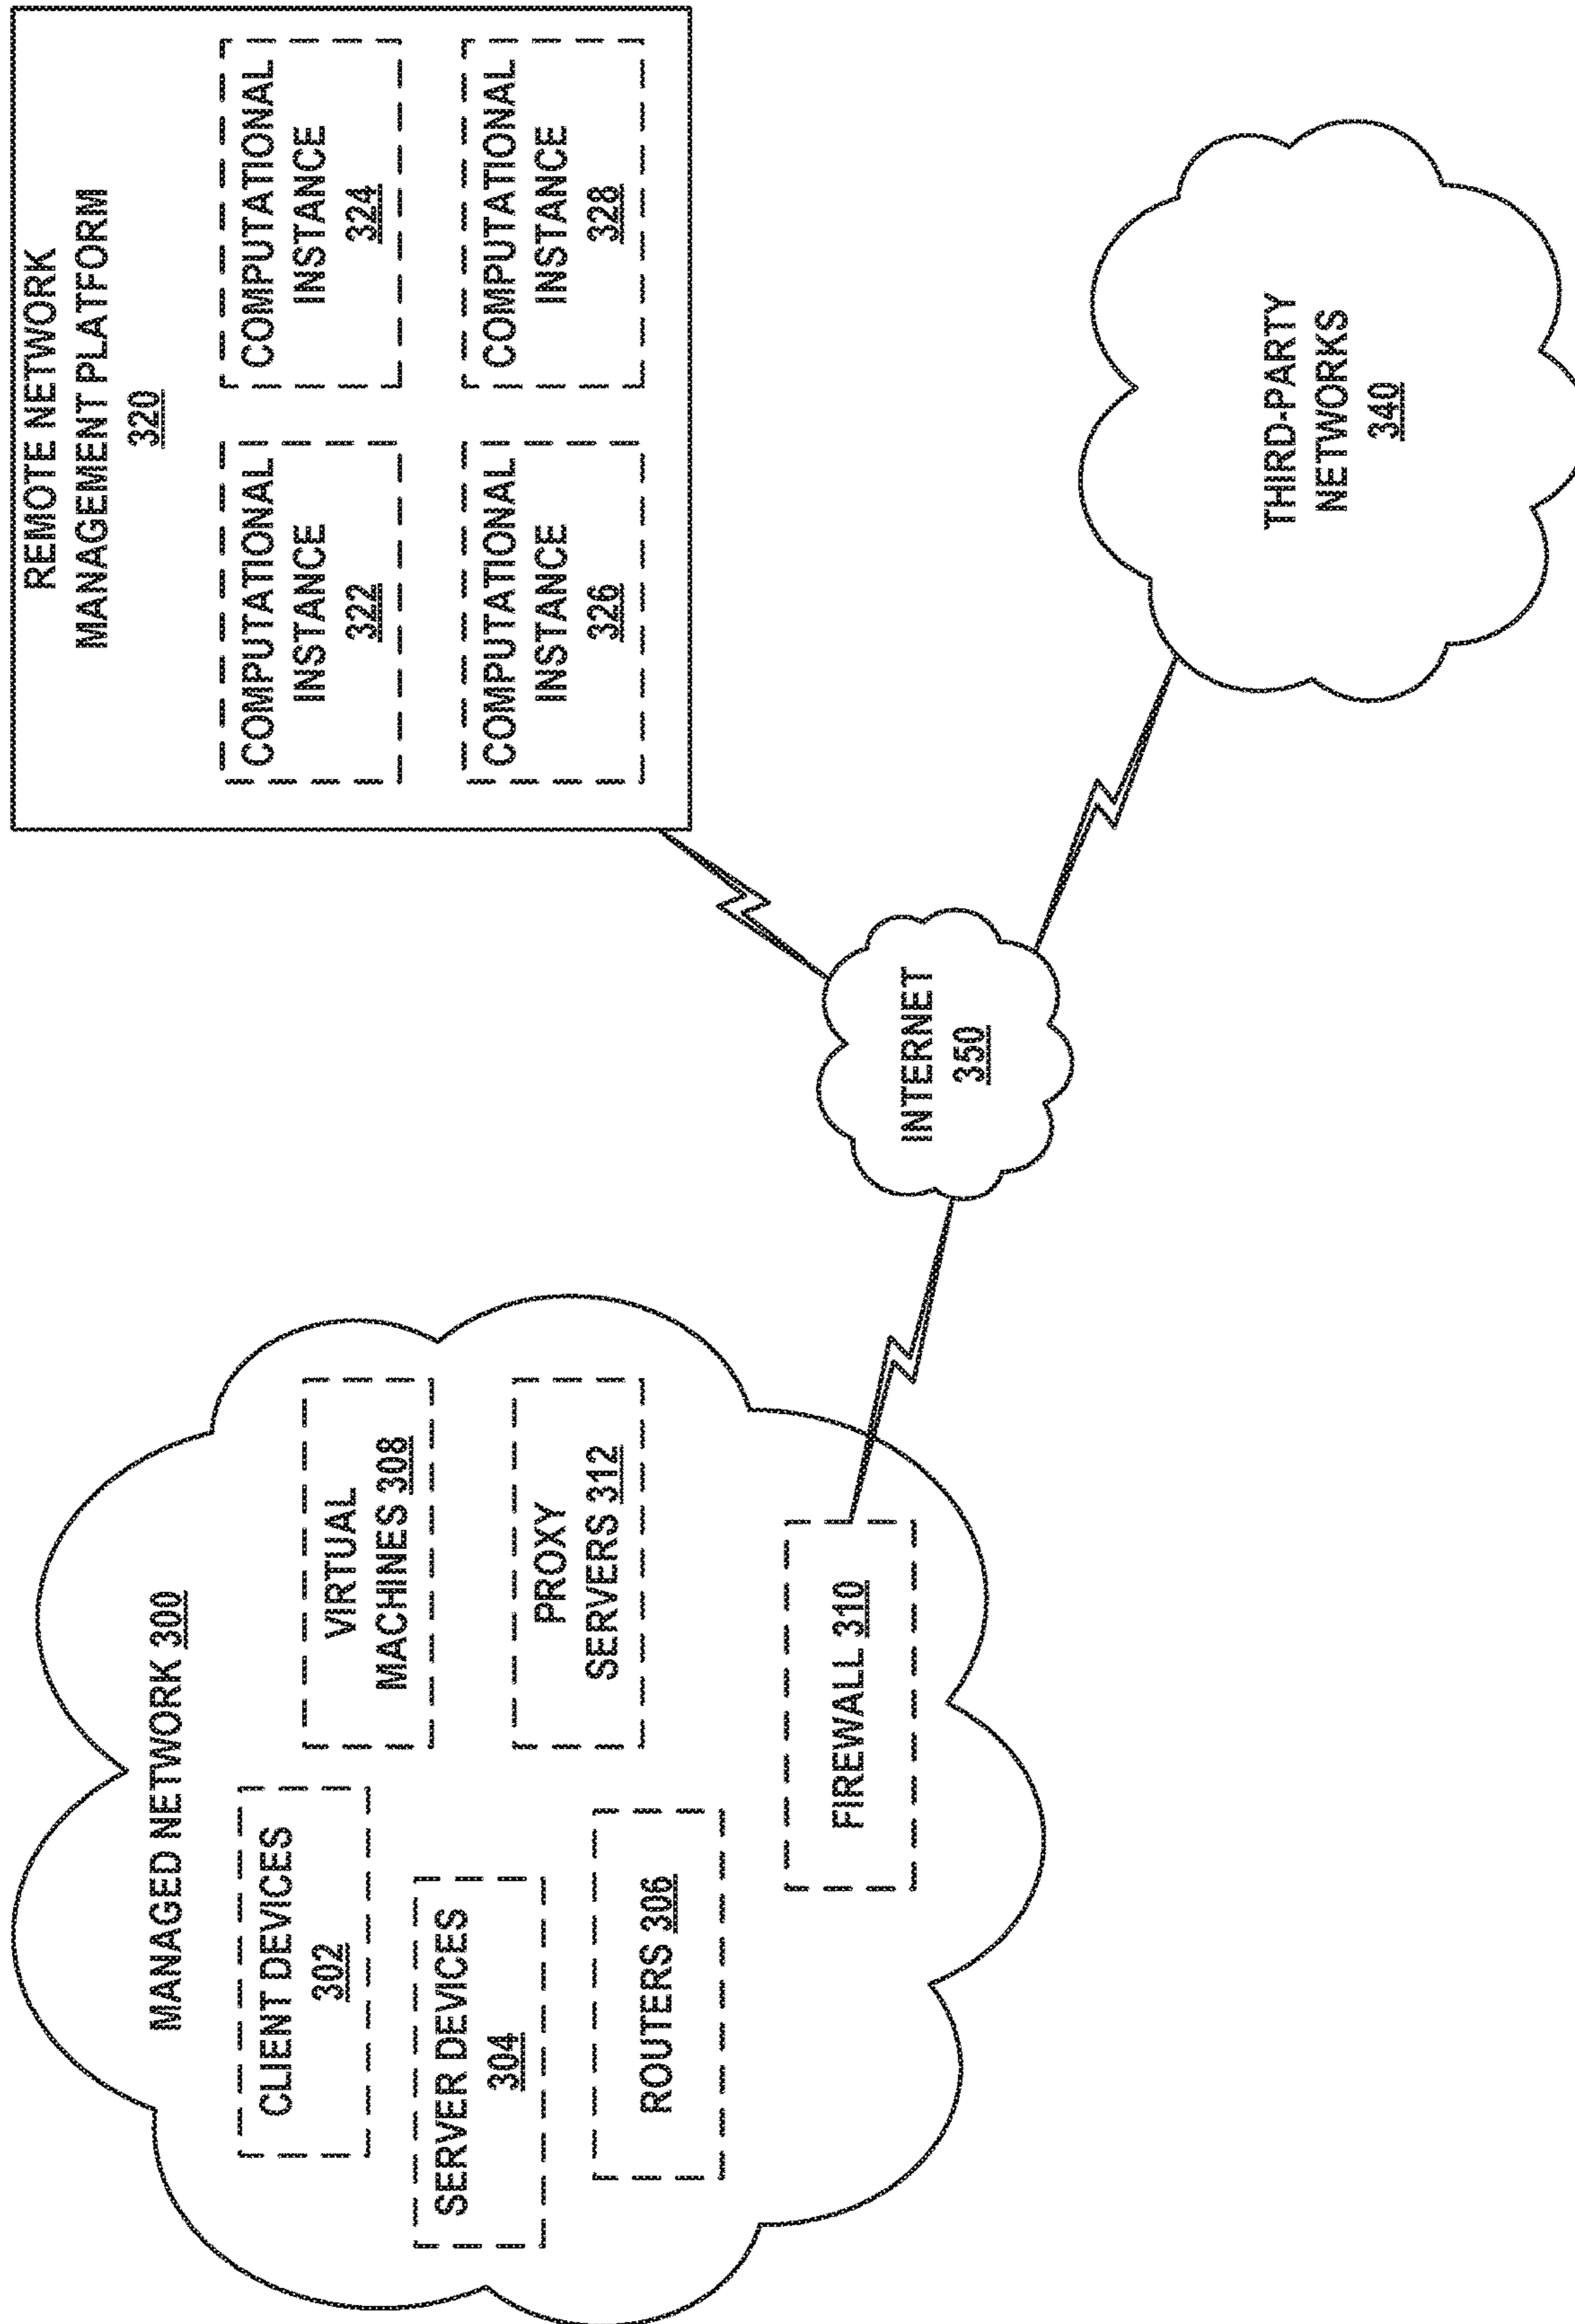 MANAGED NETWORK 300
CLIENT DEVICES
302
VIRTUAL
MACHINES 308
SERVER DEVICES
304
PROXY
SERVERS 312
ROUTERS 306
FIREWALL 310
INTERNET
350
REMOTE NETWORK
MANAGEMENT PLATFORM
320
COMPUTATIONAL
INSTANCE
322
COMPUTATIONAL
INSTANCE
324
COMPUTATIONAL
INSTANCE
326
COMPUTATIONAL
INSTANCE
328
THIRD-PARTY
NETWORKS
340